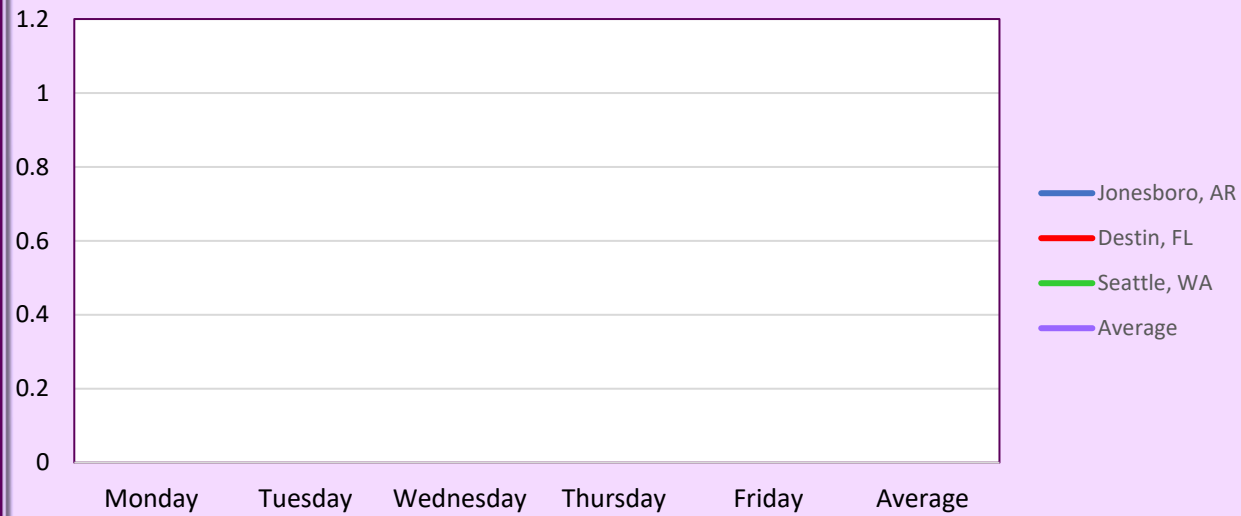 1.2
1
0.8
0.6
0.4
0.2
0
Monday Tuesday Wednesday Thursday Friday Average
Jonesboro, AR
Destin, FL
Seattle, WA
Average